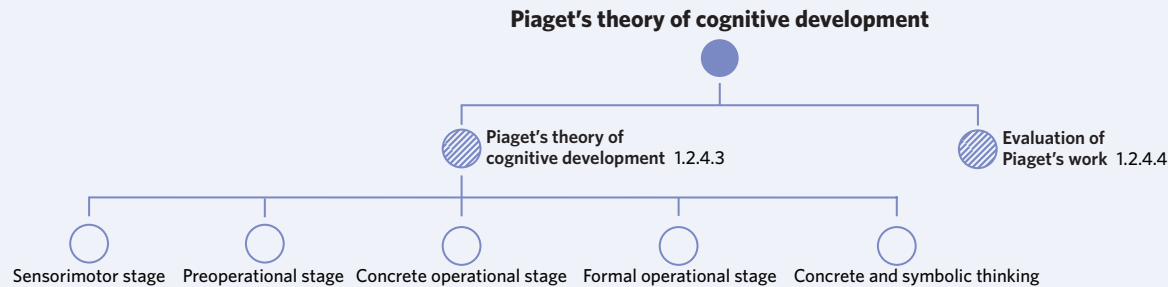 Piaget’s theory of cognitive development
Piaget’s theory of
cognitive development 1.2.4.3
Evaluation of
Piaget’s work 1.2.4.4
Sensorimotor stage
Preoperational stage
Concrete operational stage
Formal operational stage
Concrete and symbolic thinking